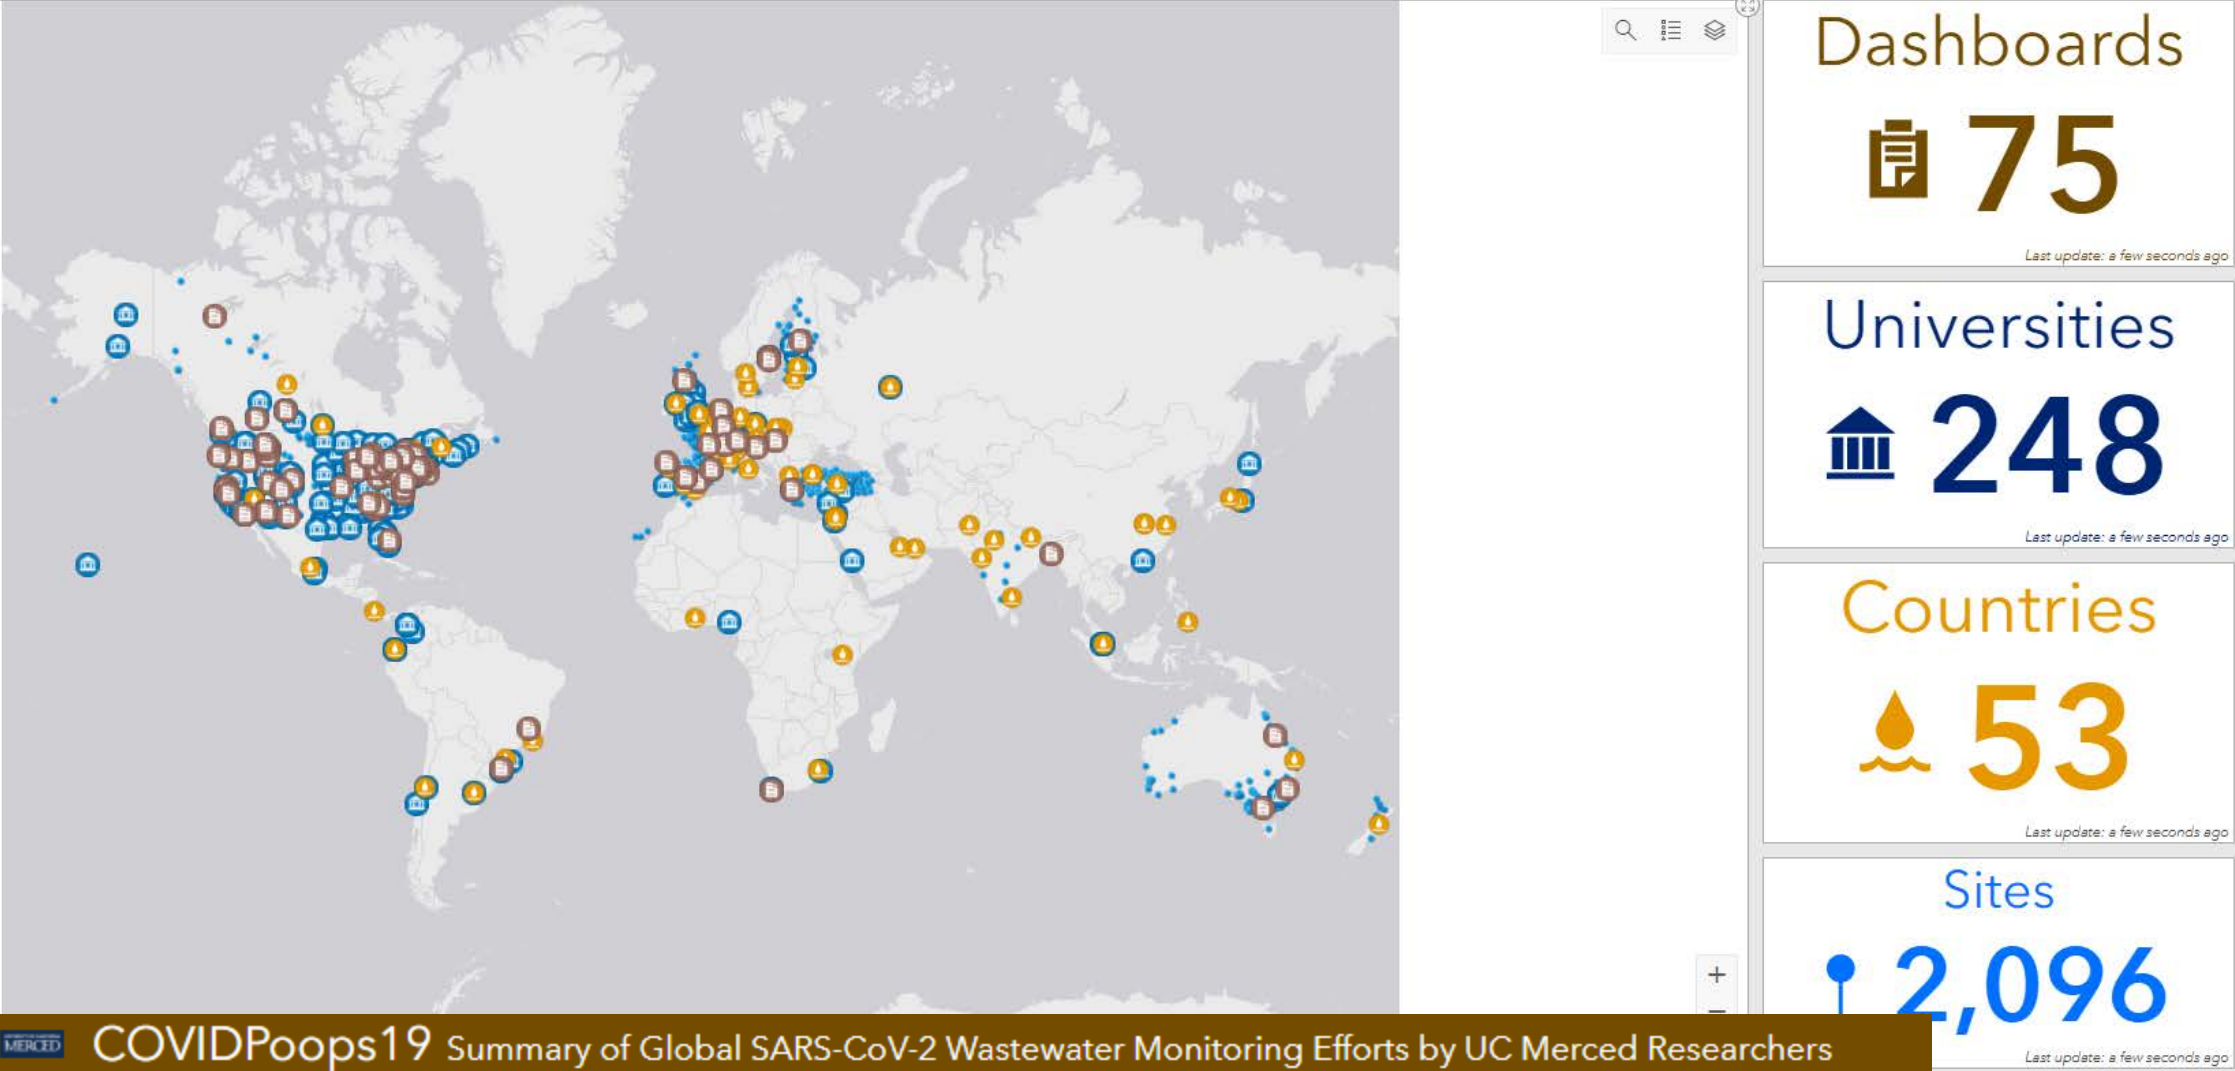 Dashboards
75
Last update: a few seconds ago
Universities
248
Last update: a few seconds ago
Countries
53
Last update: a few seconds ago
Sites
2,096
Last update: a few seconds ago
MERCED
COVIDPoops19 Summary of Global SARS-CoV-2 Wastewater Monitoring Efforts by UC Merced Researchers